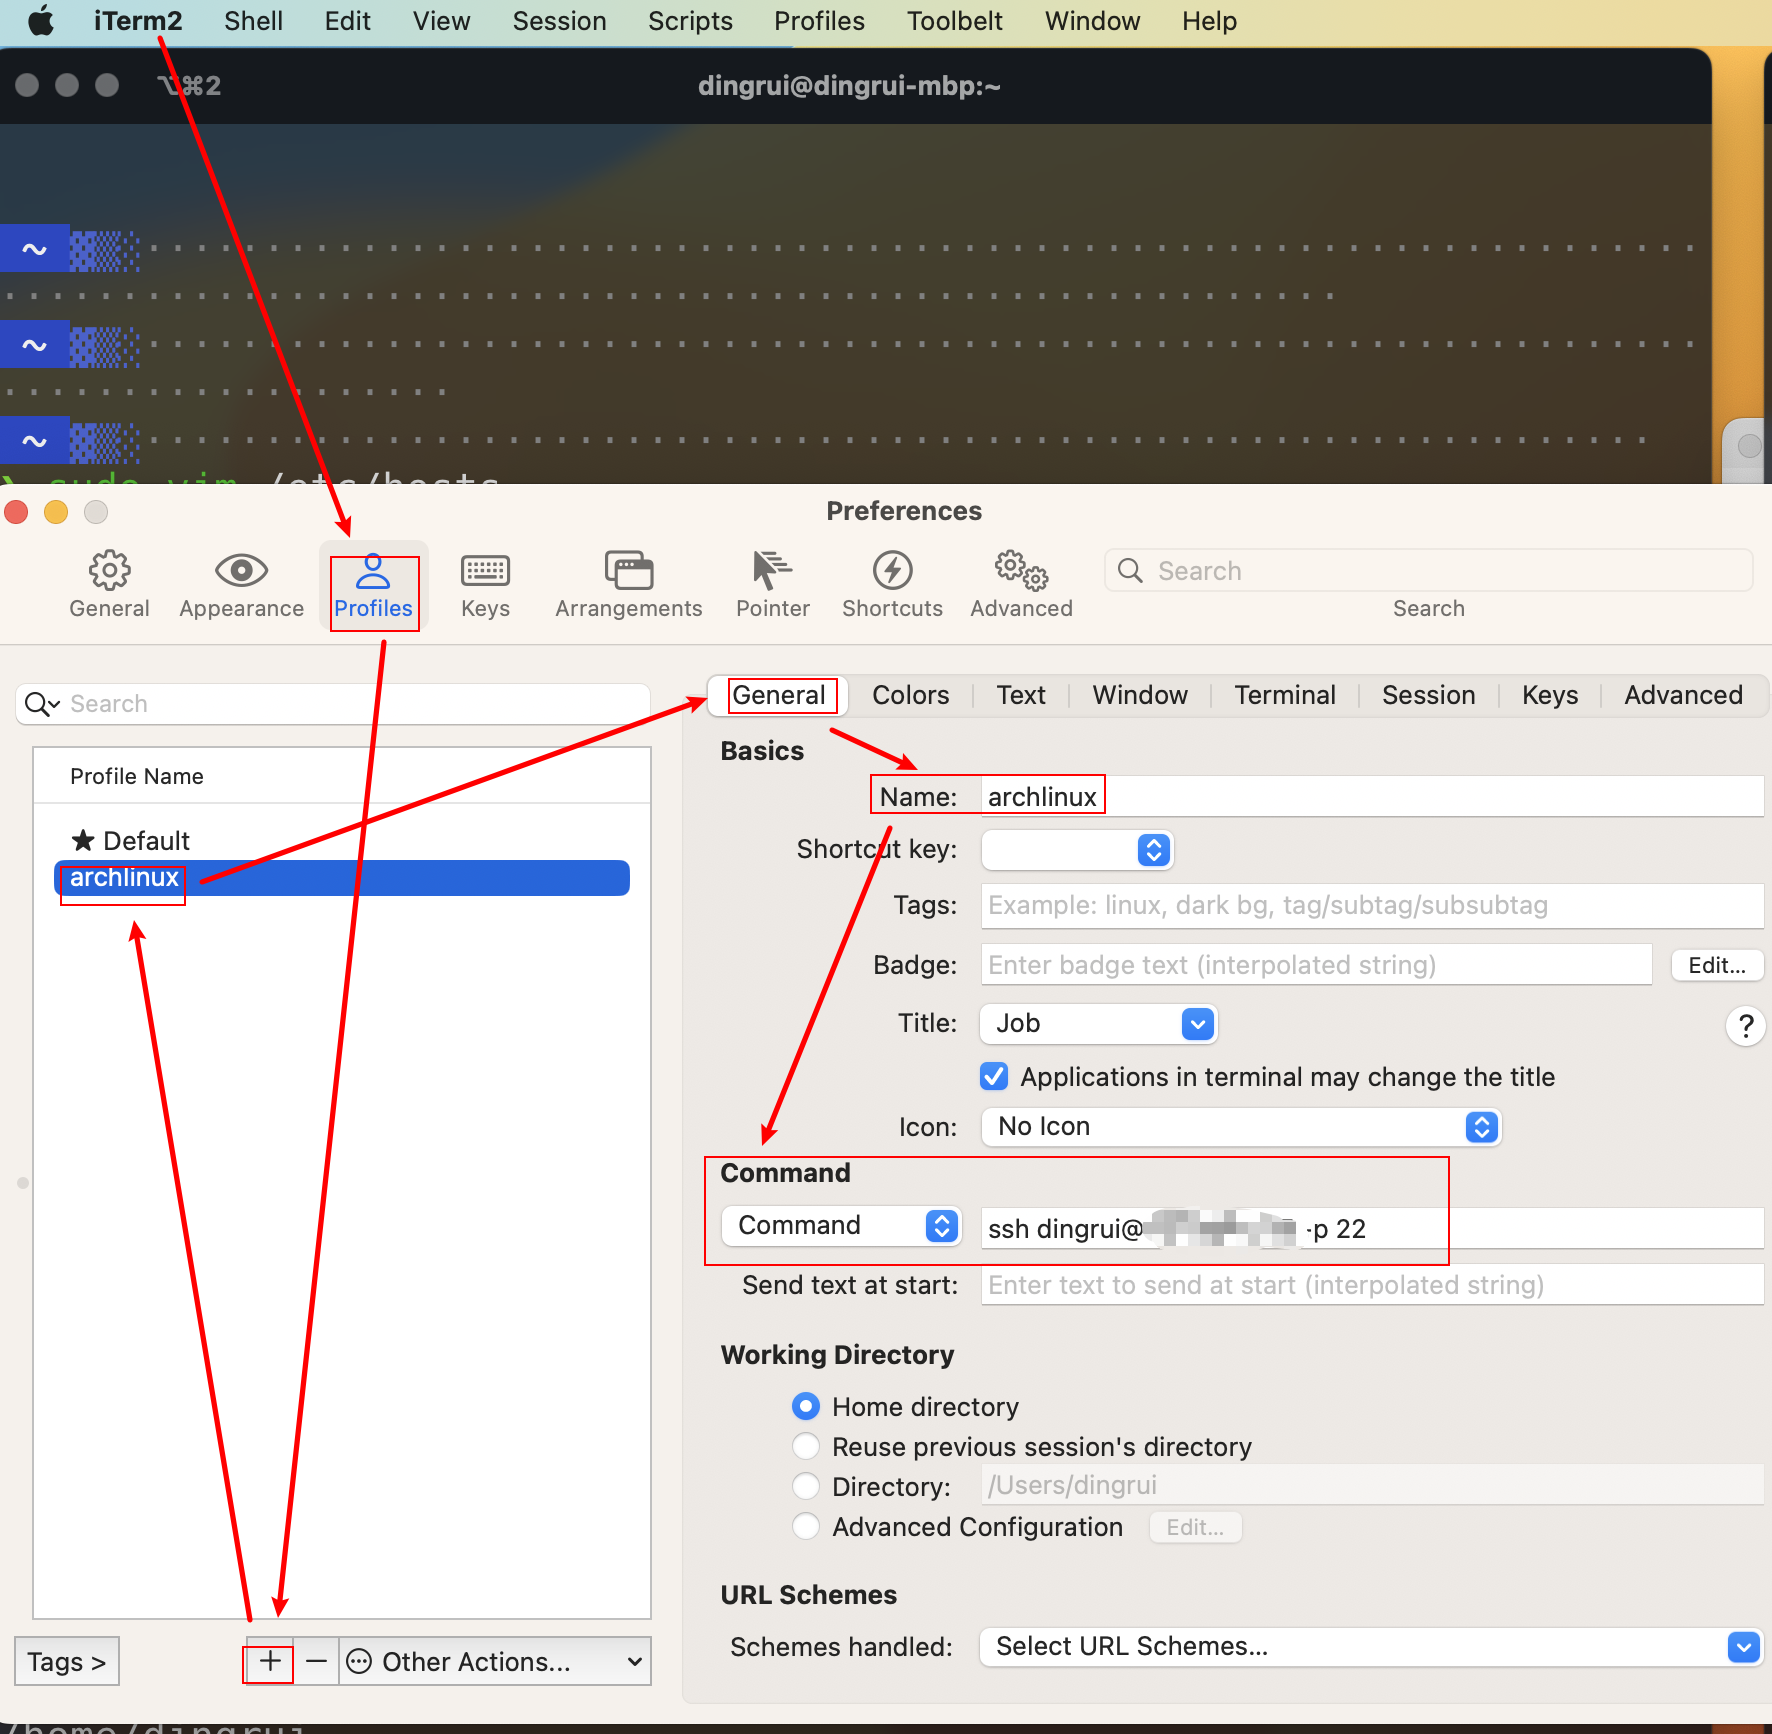 iTerm2 Shell Edit View Session Scripts Profiles Toolbelt Window Help
⌥⌘2 dingrui@dingrui-mbp:~
~
~
~
❯ sudo vim /etc/hosts
Preferences
General Appearance Profiles Keys Arrangements Pointer Shortcuts Advanced Search
Search
Search
Profile Name
★ Default
archlinux
Tags >
+ − Other Actions...
General Colors Text Window Terminal Session Keys Advanced
Basics
Name: archlinux
Shortcut key:
Tags: Example: linux, dark bg, tag/subtag/subsubtag
Badge: Enter badge text (interpolated string) Edit...
Title: Job ?
Applications in terminal may change the title
Icon: No Icon
Command
Command ssh dingrui@ -p 22
Send text at start: Enter text to send at start (interpolated string)
Working Directory
Home directory
Reuse previous session's directory
Directory: /Users/dingrui
Advanced Configuration Edit...
URL Schemes
Schemes handled: Select URL Schemes...
/home/dingrui